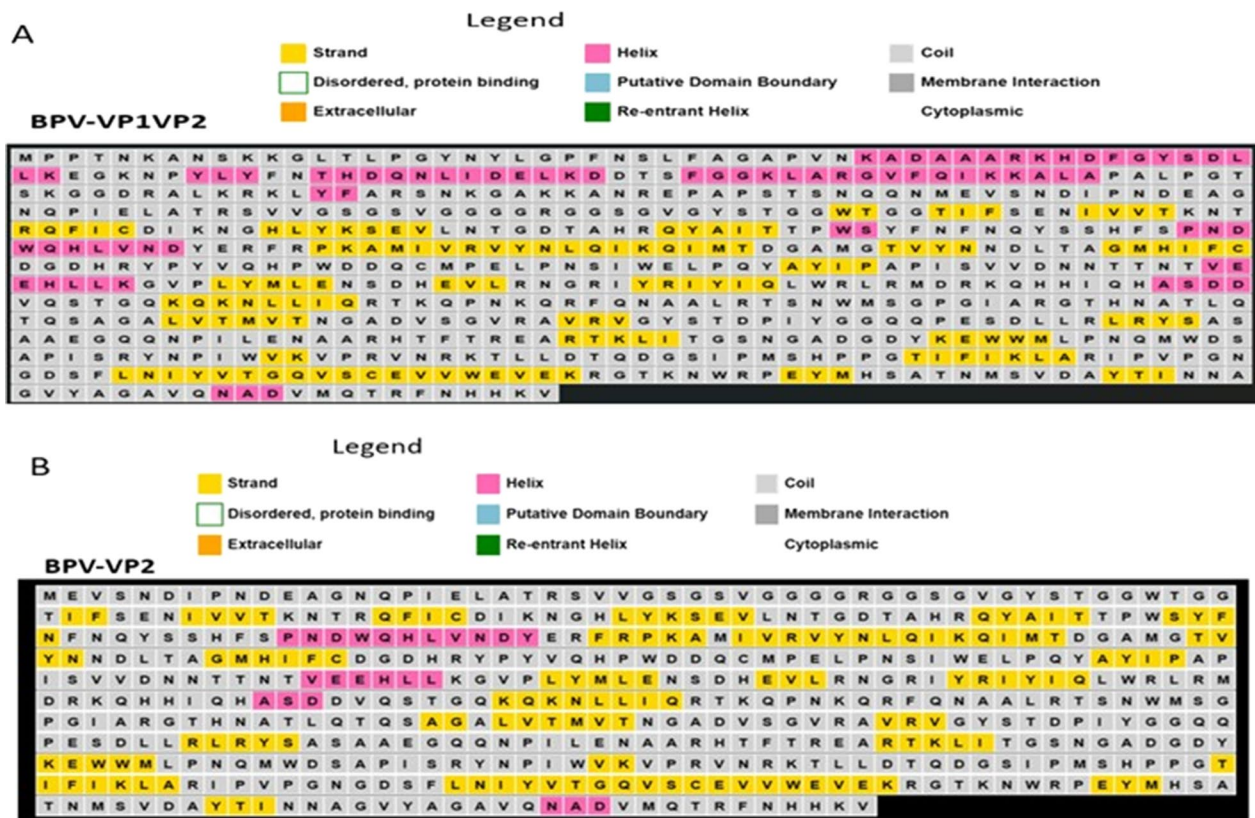 Legend
A
Strand Helix Coil
Disordered, protein binding Putative Domain Boundary Membrane Interaction
Extracellular Re-entrant Helix Cytoplasmic
BPV-VP1VP2
M P P T N K A N S K K G L T L P G Y N Y L G P F N S L F A G A P V N K A D A A A R K H D F G Y S D L
L K E G K N P Y L Y F N T H D Q N L I D E L K D D T S F G G K L A R G V F Q I K K A L A P A L P G T
S K G G D R A L K R K L Y F A R S N K G A K K A N R E P A P S T S N Q Q N M E V S N D I P N D E A G
N Q P I E L A T R S V V G S G S V G G G G R G G S G V G Y S T G G W T G G T I F S E N I V V T K N T
R Q F I C D I K N G H L Y K S E V L N T G D T A H R Q Y A I T T P W S Y F N F N Q Y S S H F S P N D
W Q H L V N D Y E R F R P K A M I V R V Y N L Q I K Q I M T D G A M G T V Y N N D L T A G M H I F C
D G D H R Y P Y V Q H P W D D Q C M P E L P N S I W E L P Q Y A Y I P A P I S V V D N N T T N T V E
E H L L K G V P L Y M L E N S D H E V L R N G R I Y R I Y I Q L W R L R M D R K Q H H I Q H A S D D
V Q S T G Q K Q K N L L I Q R T K Q P N K Q R F Q N A A L R T S N W M S G P G I A R G T H N A T L Q
T Q S A G A L V T M V T N G A D V S G V R A V R V G Y S T D P I Y G G Q Q P E S D L L R L R Y S A S
A A E G Q Q N P I L E N A A R H T F T R E A R T K L I T G S N G A D G D Y K E W W M L P N Q M W D S
A P I S R Y N P I W V K V P R V N R K T L L D T Q D G S I P M S H P P G T I F I K L A R I P V P G N
G D S F L N I Y V T G Q V S C E V V W E V E K R G T K N W R P E Y M H S A T N M S V D A Y T I N N A
G V Y A G A V Q N A D V M Q T R F N H H K V
Legend
B
Strand Helix Coil
Disordered, protein binding Putative Domain Boundary Membrane Interaction
Extracellular Re-entrant Helix Cytoplasmic
BPV-VP2
M E V S N D I P N D E A G N Q P I E L A T R S V V G S G S V G G G G R G G S G V G Y S T G G W T G G
T I F S E N I V V T K N T R Q F I C D I K N G H L Y K S E V L N T G D T A H R Q Y A I T T P W S Y F
N F N Q Y S S H F S P N D W Q H L V N D Y E R F R P K A M I V R V Y N L Q I K Q I M T D G A M G T V
Y N N D L T A G M H I F C D G D H R Y P Y V Q H P W D D Q C M P E L P N S I W E L P Q Y A Y I P A P
I S V V D N N T T N T V E E H L L K G V P L Y M L E N S D H E V L R N G R I Y R I Y I Q L W R L R M
D R K Q H H I Q H A S D D V Q S T G Q K Q K N L L I Q R T K Q P N K Q R F Q N A A L R T S N W M S G
P G I A R G T H N A T L Q T Q S A G A L V T M V T N G A D V S G V R A V R V G Y S T D P I Y G G Q Q
P E S D L L R L R Y S A S A A E G Q Q N P I L E N A A R H T F T R E A R T K L I T G S N G A D G D Y
K E W W M L P N Q M W D S A P I S R Y N P I W V K V P R V N R K T L L D T Q D G S I P M S H P P G T
I F I K L A R I P V P G N G D S F L N I Y V T G Q V S C E V V W E V E K R G T K N W R P E Y M H S A
T N M S V D A Y T I N N A G V Y A G A V Q N A D V M Q T R F N H H K V